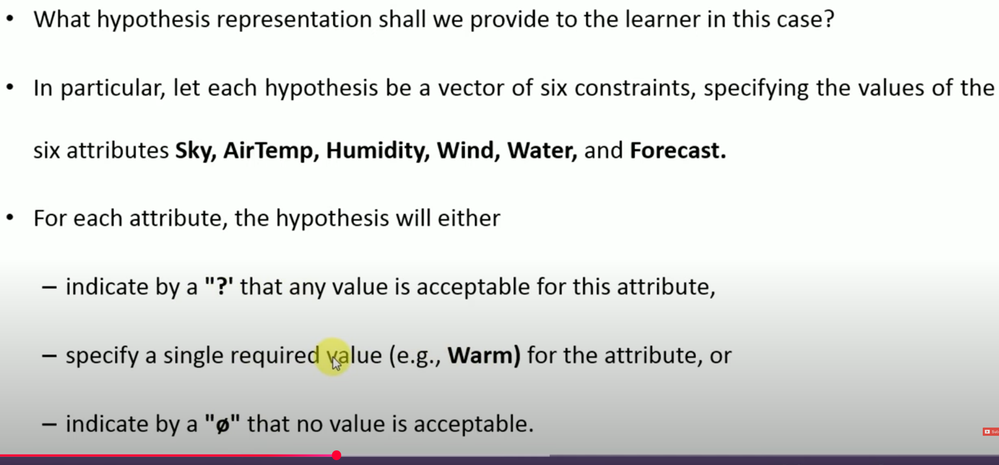 • What hypothesis representation shall we provide to the learner in this case?
• In particular, let each hypothesis be a vector of six constraints, specifying the values of the
six attributes Sky, AirTemp, Humidity, Wind, Water, and Forecast.
• For each attribute, the hypothesis will either
– indicate by a "?' that any value is acceptable for this attribute,
– specify a single required value (e.g., Warm) for the attribute, or
– indicate by a "ø" that no value is acceptable.